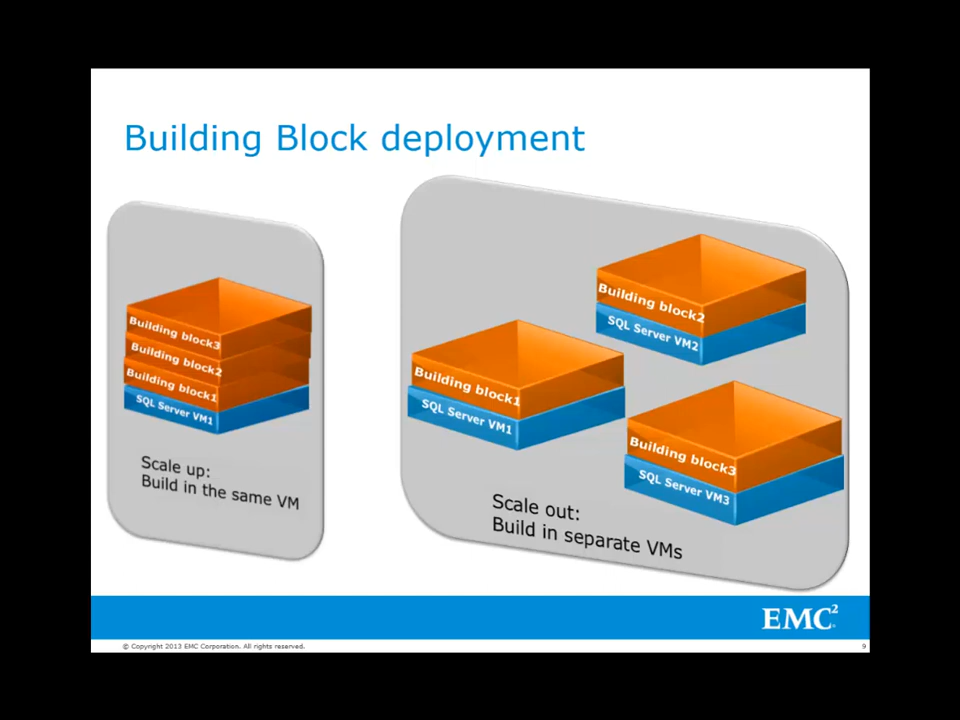 Building Block deployment
Building block3
Building block2
Building block1
SQL Server VM1
Scale up:
Build in the same VM
Building block2
SQL Server VM2
Building block1
SQL Server VM1
Building block3
SQL Server VM3
Scale out:
Build in separate VMs
EMC²
© Copyright 2013 EMC Corporation. All rights reserved.
9